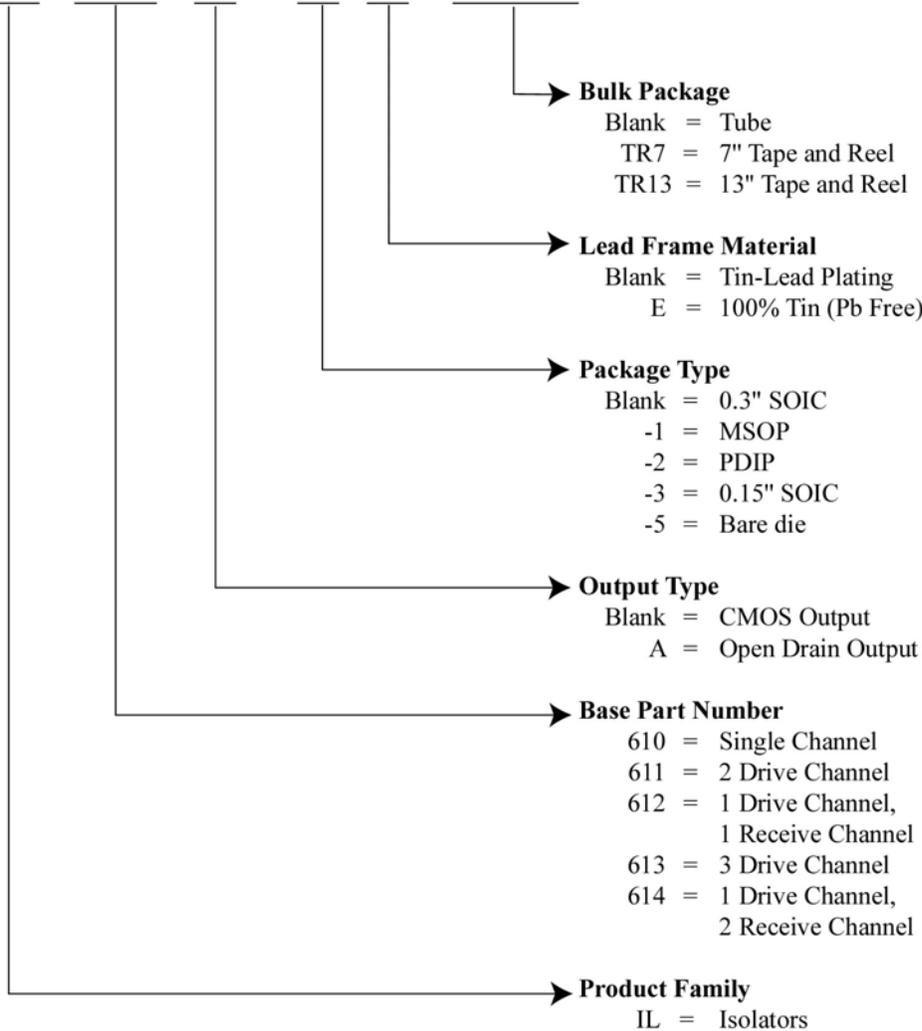 Bulk Package
Blank = Tube
TR7 = 7" Tape and Reel
TR13 = 13" Tape and Reel
Lead Frame Material
Blank = Tin-Lead Plating
E = 100% Tin (Pb Free)
Package Type
Blank = 0.3" SOIC
-1 = MSOP
-2 = PDIP
-3 = 0.15" SOIC
-5 = Bare die
Output Type
Blank = CMOS Output
A = Open Drain Output
Base Part Number
610 = Single Channel
611 = 2 Drive Channel
612 = 1 Drive Channel,
1 Receive Channel
613 = 3 Drive Channel
614 = 1 Drive Channel,
2 Receive Channel
Product Family
IL = Isolators